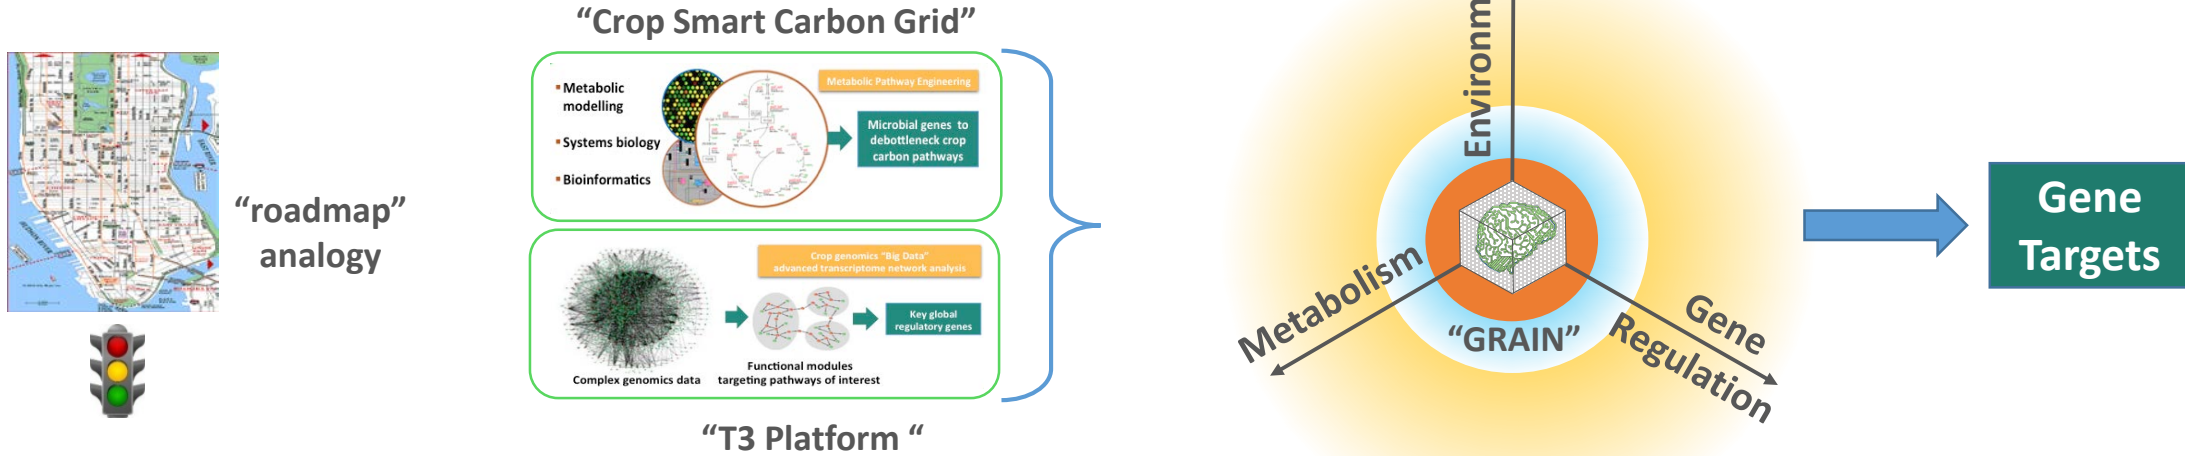 “roadmap”
analogy
“Crop Smart Carbon Grid”
▪ Metabolic
modelling
▪ Systems biology
▪ Bioinformatics
Metabolic Pathway Engineering
Microbial genes to
debottleneck crop
carbon pathways
Crop genomics “Big Data”
advanced transcriptome network analysis
Key global
regulatory genes
Complex genomics data
Functional modules
targeting pathways of interest
“T3 Platform “
Environm
Metabolism
“GRAIN”
Gene
Regulation
Gene
Targets